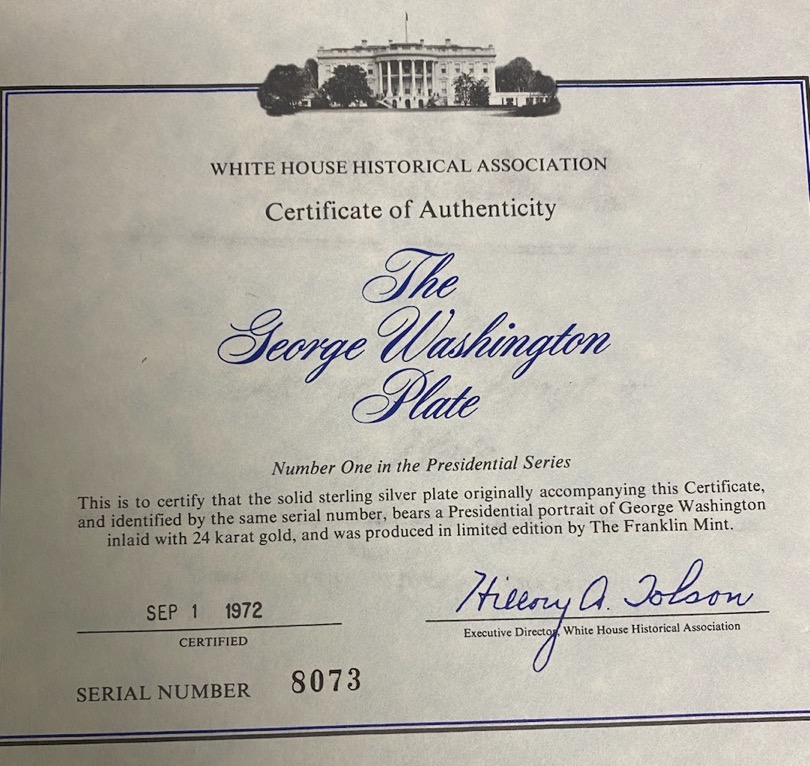 WHITE HOUSE HISTORICAL ASSOCIATION
Certificate of Authenticity
The
George Washington
Plate
Number One in the Presidential Series
This is to certify that the solid sterling silver plate originally accompanying this Certificate,
and identified by the same serial number, bears a Presidential portrait of George Washington
inlaid with 24 karat gold, and was produced in limited edition by The Franklin Mint.
Hillory A. Tolson
SEP 1 1972
Executive Director, White House Historical Association
CERTIFIED
SERIAL NUMBER 8073